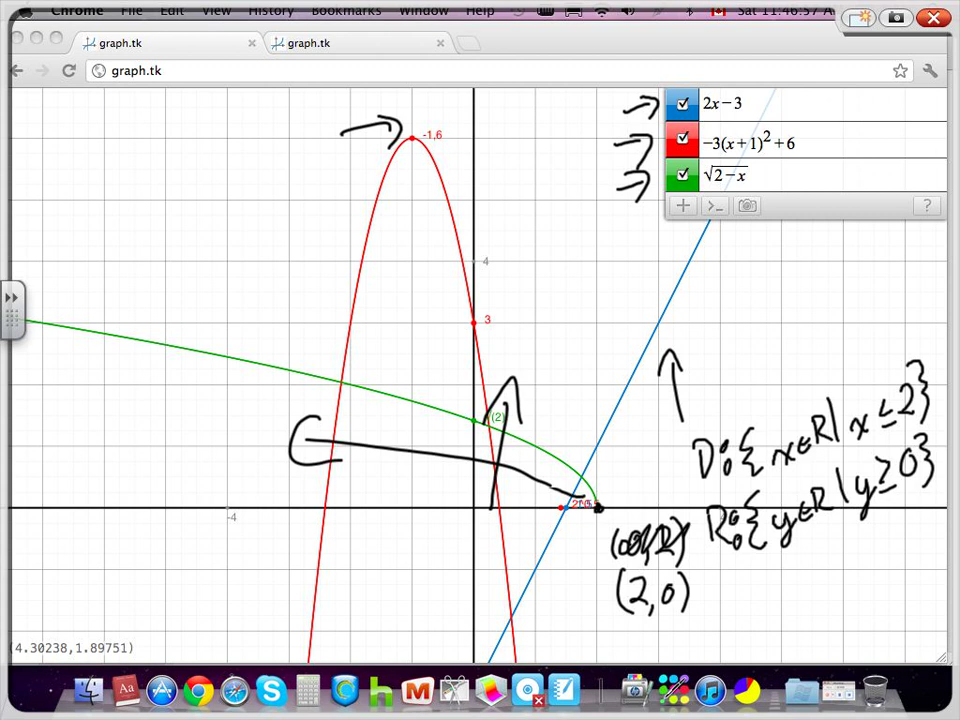 Chrome File Edit View History Bookmarks Window Help Sat 11:46:57 A
graph.tk graph.tk
graph.tk
2x−3
−3(x+1)²+6
√2−x
+ >_ ?
-1,6
4
3
(2)
-4
D: { x∈R | x ≤ 2}
R: { y∈R | y ≥ 0}
(2,0)
(4.30238,1.89751)